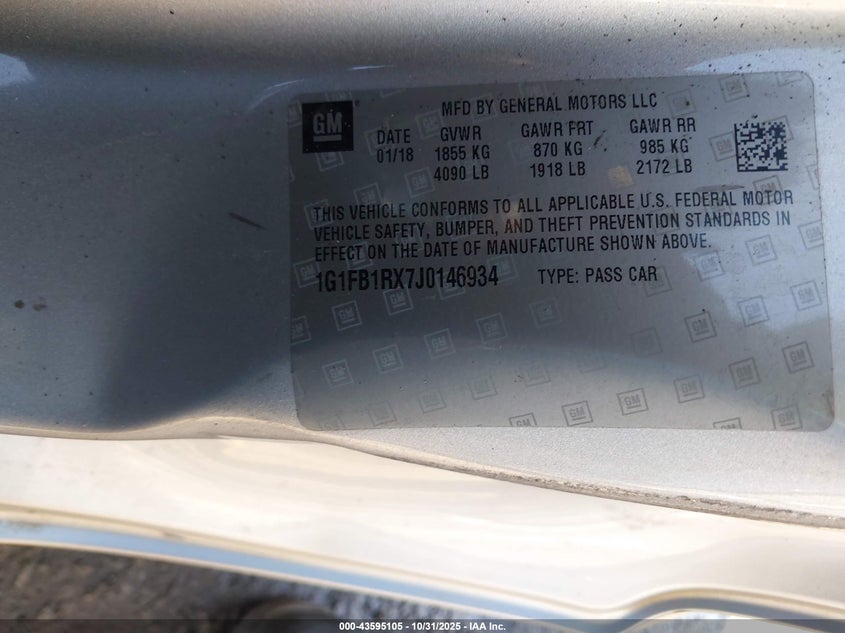 GM
MFD BY GENERAL MOTORS LLC
DATE GVWR GAWR FRT GAWR RR
01/18 1855 KG 870 KG 985 KG
4090 LB 1918 LB 2172 LB
THIS VEHICLE CONFORMS TO ALL APPLICABLE U.S. FEDERAL MOTOR
VEHICLE SAFETY, BUMPER, AND THEFT PREVENTION STANDARDS IN
EFFECT ON THE DATE OF MANUFACTURE SHOWN ABOVE.
1G1FB1RX7J0146934 TYPE: PASS CAR
000-43595105 - 10/31/2025 - IAA Inc.